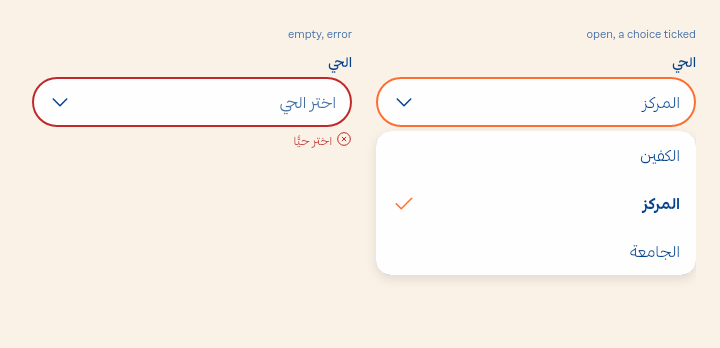 open, a choice ticked
الحي
المركز
الكفين
المركز
الجامعة
empty, error
الحي
اختر الحي
اختر حيًّا